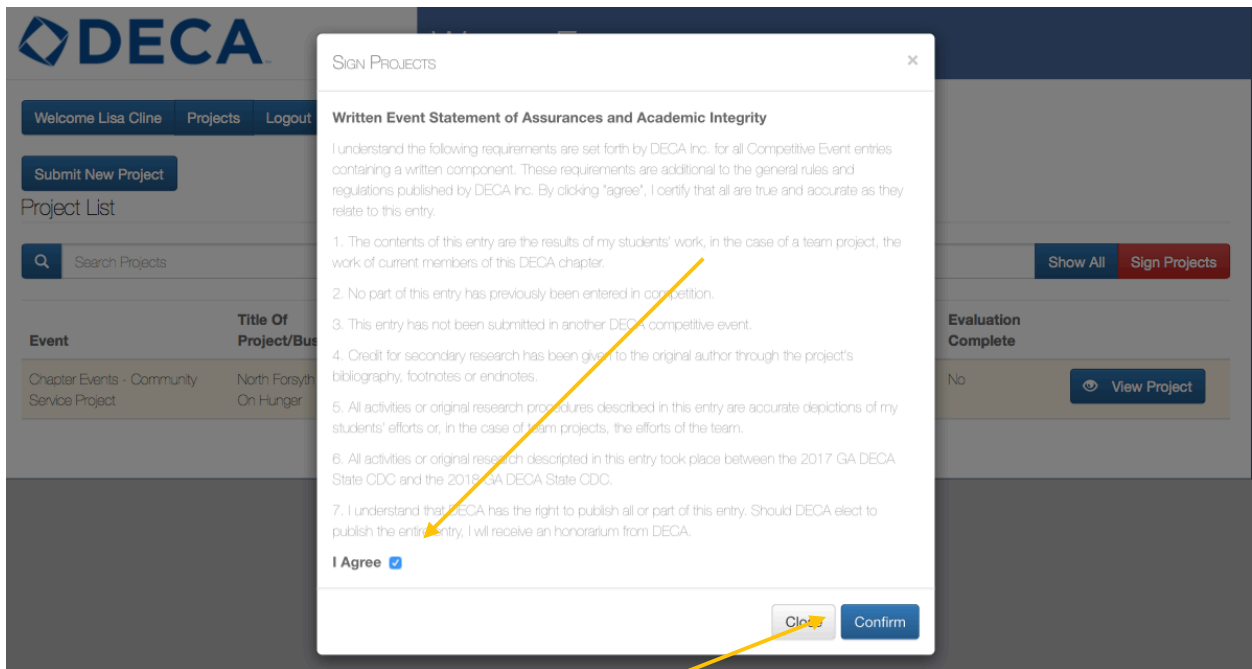 DECA
SIGN PROJECTS ×
Welcome Lisa Cline Projects Logout
Written Event Statement of Assurances and Academic Integrity
I understand the following requirements are set forth by DECA Inc. for all Competitive Event entries
containing a written component. These requirements are additional to the general rules and
regulations published by DECA Inc. By clicking "agree", I certify that all are true and accurate as they
relate to this entry.
1. The contents of this entry are the results of my students' work, in the case of a team project, the
work of current members of this DECA chapter.
2. No part of this entry has previously been entered in competition.
3. This entry has not been submitted in another DECA competitive event.
4. Credit for secondary research has been given to the original author through the project's
bibliography, footnotes or endnotes.
5. All activities or original research procedures described in this entry are accurate depictions of my
students' efforts or, in the case of team projects, the efforts of the team.
6. All activities or original research descripted in this entry took place between the 2017 GA DECA
State CDC and the 2018 GA DECA State CDC.
7. I understand that DECA has the right to publish all or part of this entry. Should DECA elect to
publish the entire entry, I will receive an honorarium from DECA.
I Agree
Close Confirm
Submit New Project
Project List
Search Projects
Show All Sign Projects
Event
Title Of
Project/Bus
Evaluation
Complete
Chapter Events - Community
Service Project
North Forsyth
On Hunger
No
View Project